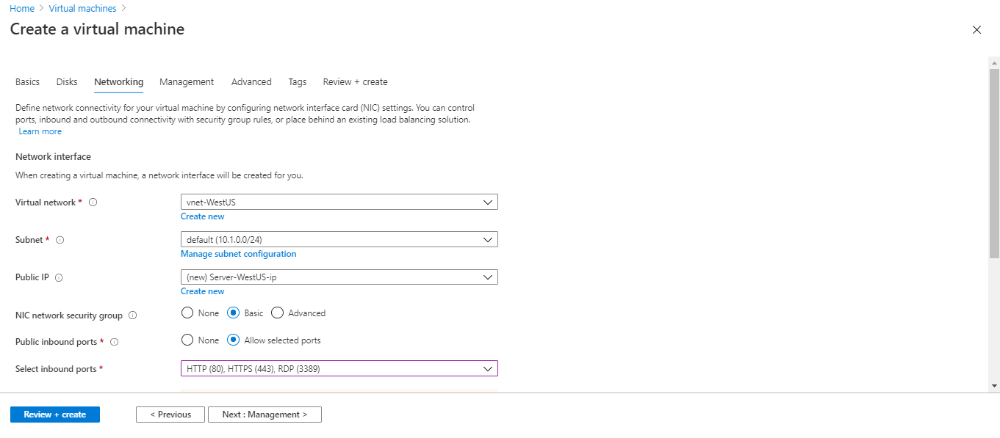 Home > Virtual machines >
Create a virtual machine
Basics Disks Networking Management Advanced Tags Review + create
Define network connectivity for your virtual machine by configuring network interface card (NIC) settings. You can control
ports, inbound and outbound connectivity with security group rules, or place behind an existing load balancing solution.
Learn more
Network interface
When creating a virtual machine, a network interface will be created for you.
Virtual network * vnet-WestUS
Create new
Subnet * default (10.1.0.0/24)
Manage subnet configuration
Public IP (new) Server-WestUS-ip
Create new
NIC network security group None Basic Advanced
Public inbound ports * None Allow selected ports
Select inbound ports * HTTP (80), HTTPS (443), RDP (3389)
Review + create < Previous Next : Management >